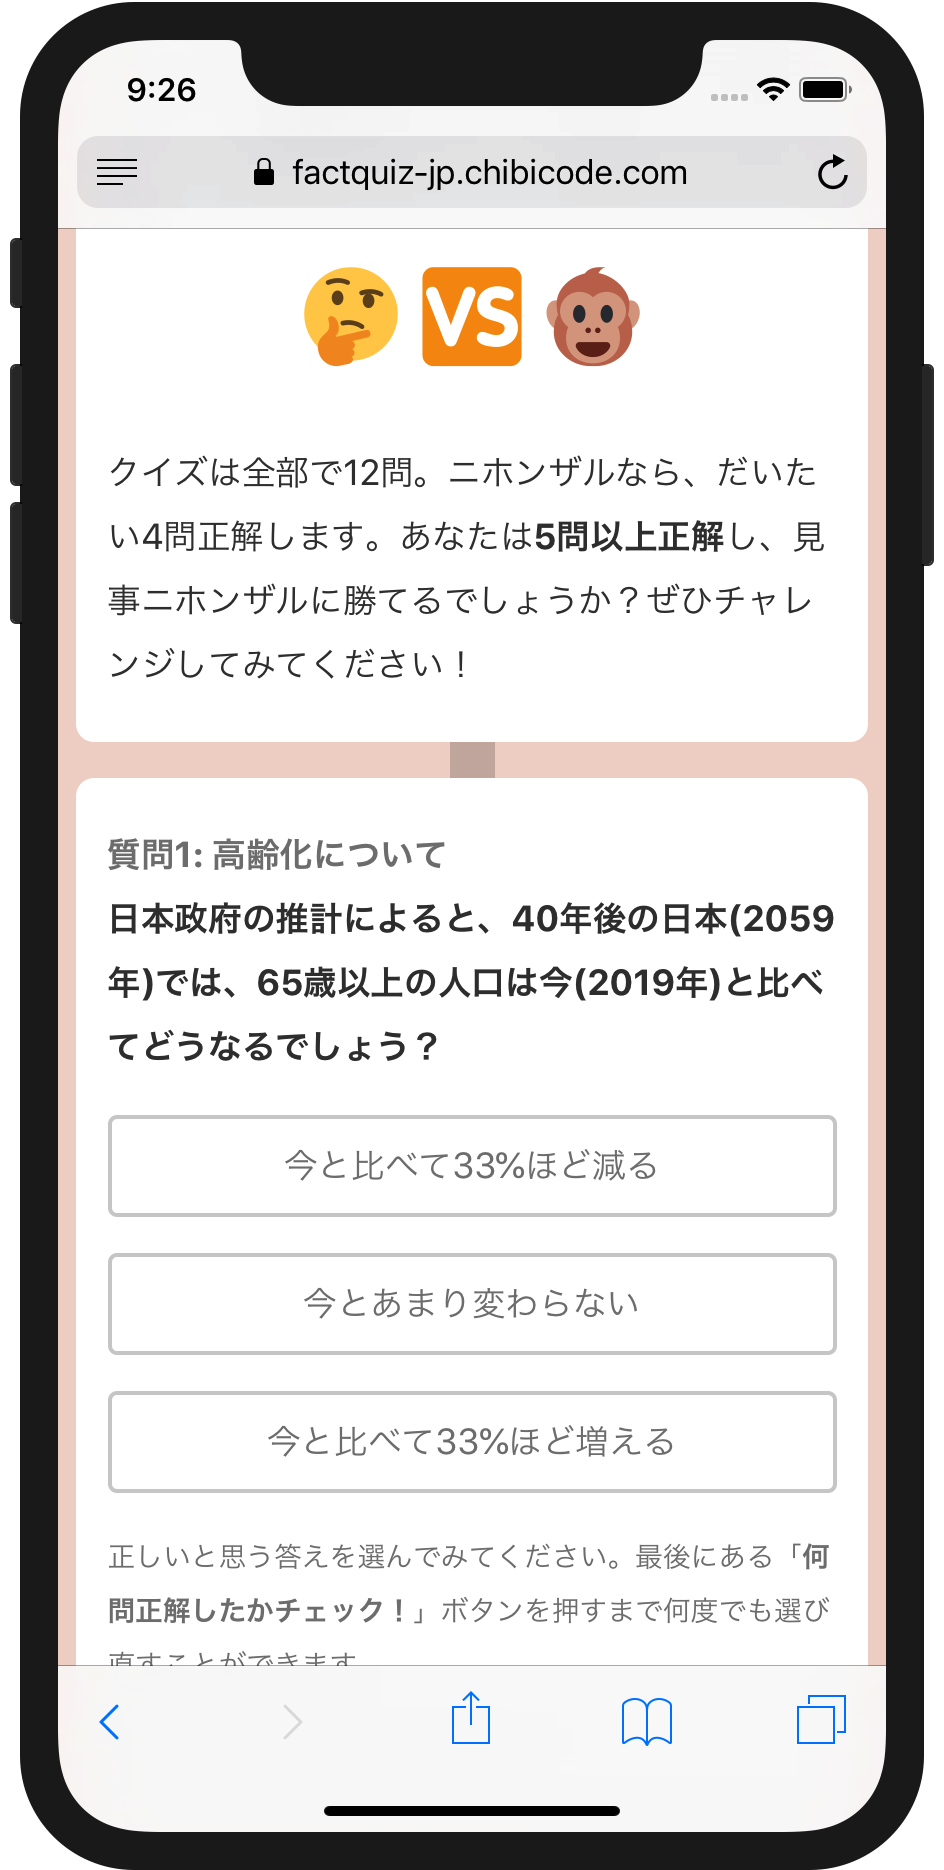 9:26
factquiz-jp.chibicode.com
VS
クイズは全部で12問。ニホンザルなら、だいた
い4問正解します。あなたは5問以上正解し、見
事ニホンザルに勝てるでしょうか？ぜひチャレ
ンジしてみてください！
質問1: 高齢化について
日本政府の推計によると、40年後の日本(2059
年)では、65歳以上の人口は今(2019年)と比べ
てどうなるでしょう？
今と比べて33%ほど減る
今とあまり変わらない
今と比べて33%ほど増える
正しいと思う答えを選んでみてください。最後にある「何
問正解したかチェック！」ボタンを押すまで何度でも選び
直すことができます